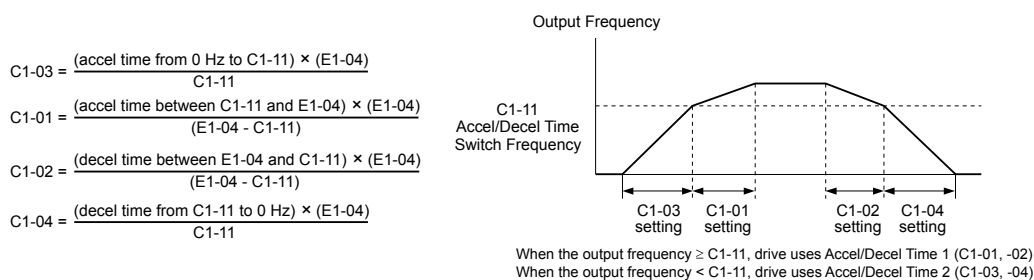 C1-03 = (accel time from 0 Hz to C1-11) × (E1-04)
C1-11
C1-01 = (accel time between C1-11 and E1-04) × (E1-04)
(E1-04 - C1-11)
C1-02 = (decel time between E1-04 and C1-11) × (E1-04)
(E1-04 - C1-11)
C1-04 = (decel time from C1-11 to 0 Hz) × (E1-04)
C1-11
Output Frequency
C1-11
Accel/Decel Time
Switch Frequency
C1-03
setting
C1-01
setting
C1-02
setting
C1-04
setting
When the output frequency ≥ C1-11, drive uses Accel/Decel Time 1 (C1-01, -02)
When the output frequency < C1-11, drive uses Accel/Decel Time 2 (C1-03, -04)